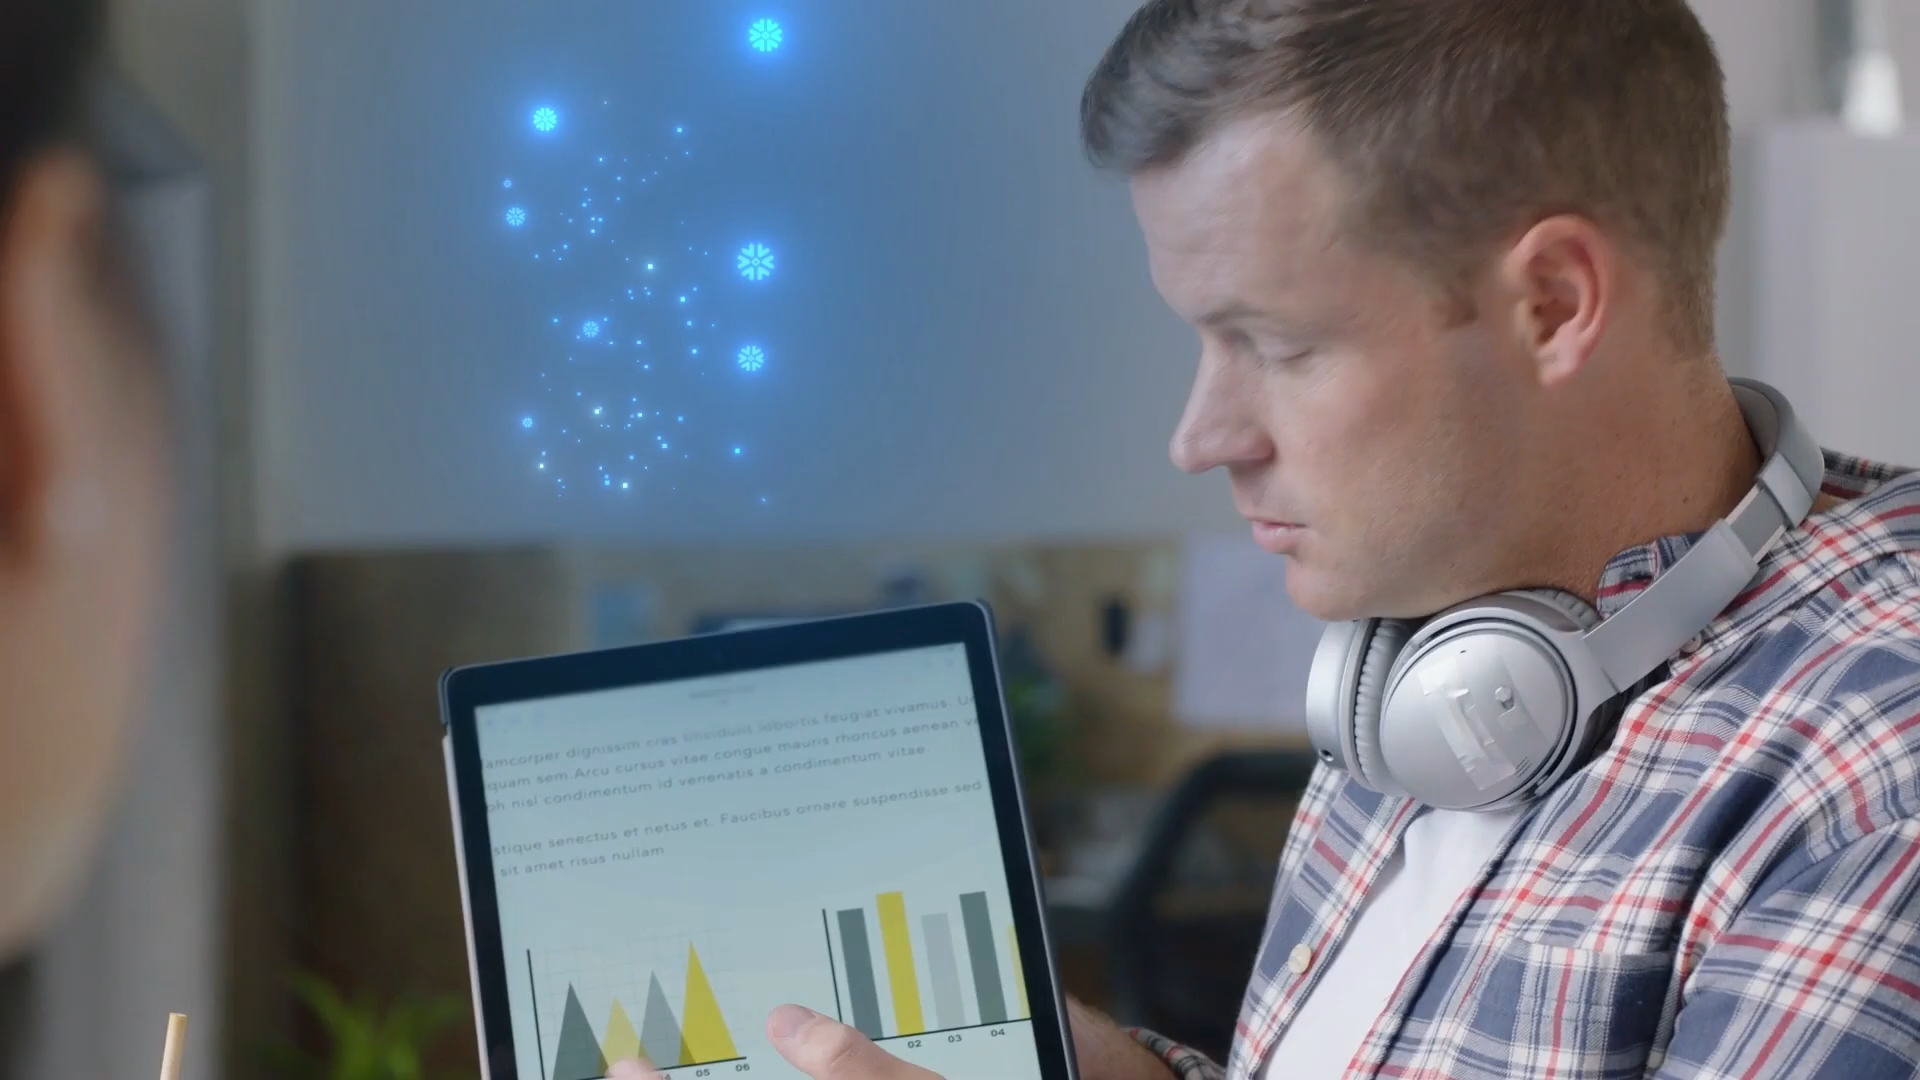 amcorper dignissim cras tincidunt lobortis feugiat vivamus.
quam sem.Arcu cursus vitae congue mauris rhoncus aenean
nisl condimentum id venenatis a condimentum vitae.
stique senectus et netus et. Faucibus ornare suspendisse sed
sit amet risus nullam
02 03 04
05 06